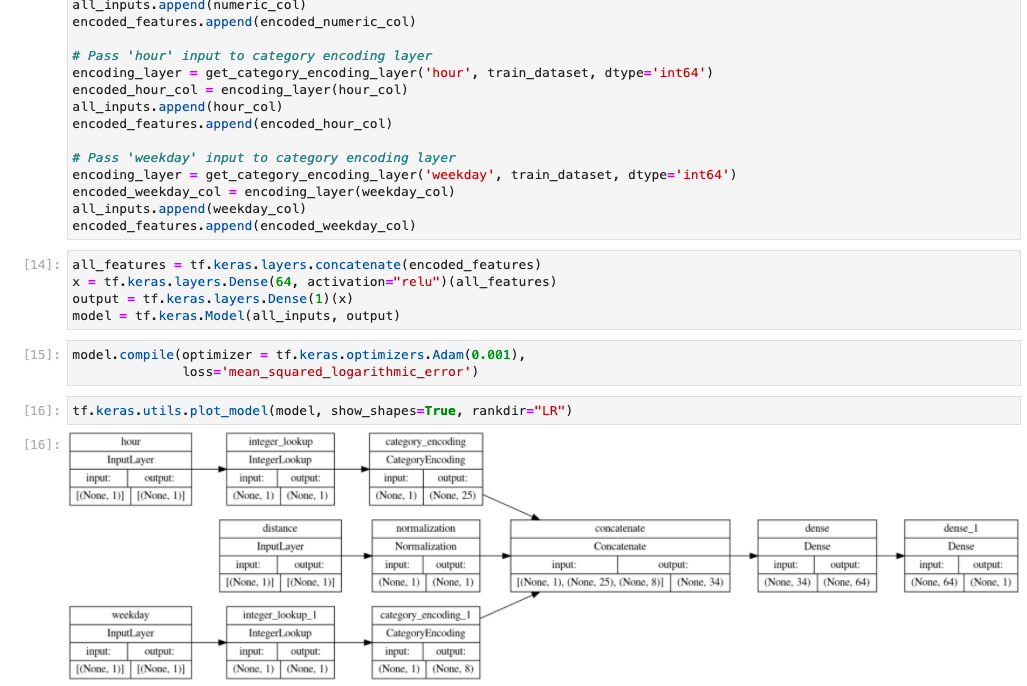 all_inputs.append(numeric_col)
encoded_features.append(encoded_numeric_col)
# Pass 'hour' input to category encoding layer
encoding_layer = get_category_encoding_layer('hour', train_dataset, dtype='int64')
encoded_hour_col = encoding_layer(hour_col)
all_inputs.append(hour_col)
encoded_features.append(encoded_hour_col)
# Pass 'weekday' input to category encoding layer
encoding_layer = get_category_encoding_layer('weekday', train_dataset, dtype='int64')
encoded_weekday_col = encoding_layer(weekday_col)
all_inputs.append(weekday_col)
encoded_features.append(encoded_weekday_col)
[14]: all_features = tf.keras.layers.concatenate(encoded_features)
x = tf.keras.layers.Dense(64, activation="relu")(all_features)
output = tf.keras.layers.Dense(1)(x)
model = tf.keras.Model(all_inputs, output)
[15]: model.compile(optimizer = tf.keras.optimizers.Adam(0.001),
loss='mean_squared_logarithmic_error')
[16]: tf.keras.utils.plot_model(model, show_shapes=True, rankdir="LR")
[16]:
hour integer_lookup category_encoding
InputLayer IntegerLookup CategoryEncoding
input: output: input: output: input: output:
[(None, 1)] [(None, 1)] (None, 1) (None, 1) (None, 1) (None, 25)
distance normalization concatenate dense dense_1
InputLayer Normalization Concatenate Dense Dense
input: output: input: output: input: output: input: output: input: output:
[(None, 1)] [(None, 1)] (None, 1) (None, 1) [(None, 1), (None, 25), (None, 8)] (None, 34) (None, 34) (None, 64) (None, 64) (None, 1)
weekday integer_lookup_1 category_encoding_1
InputLayer IntegerLookup CategoryEncoding
input: output: input: output: input: output:
[(None, 1)] [(None, 1)] (None, 1) (None, 1) (None, 1) (None, 8)